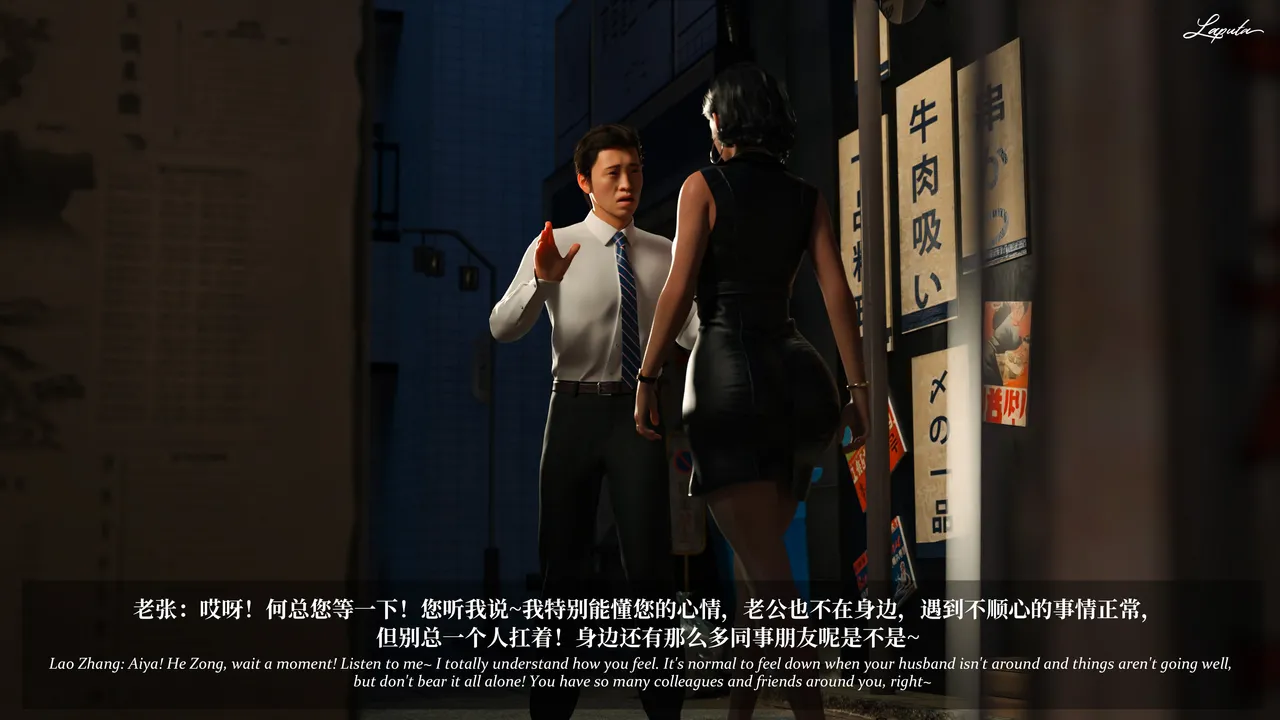 Laputa
牛肉吸い
串かつ
〆の一品
老张：哎呀！何总您等一下！您听我说~我特别能懂您的心情，老公也不在身边，遇到不顺心的事情正常，
但别总一个人扛着！身边还有那么多同事朋友呢是不是~
Lao Zhang: Aiya! He Zong, wait a moment! Listen to me~ I totally understand how you feel. It's normal to feel down when your husband isn't around and things aren't going well,
but don't bear it all alone! You have so many colleagues and friends around you, right~